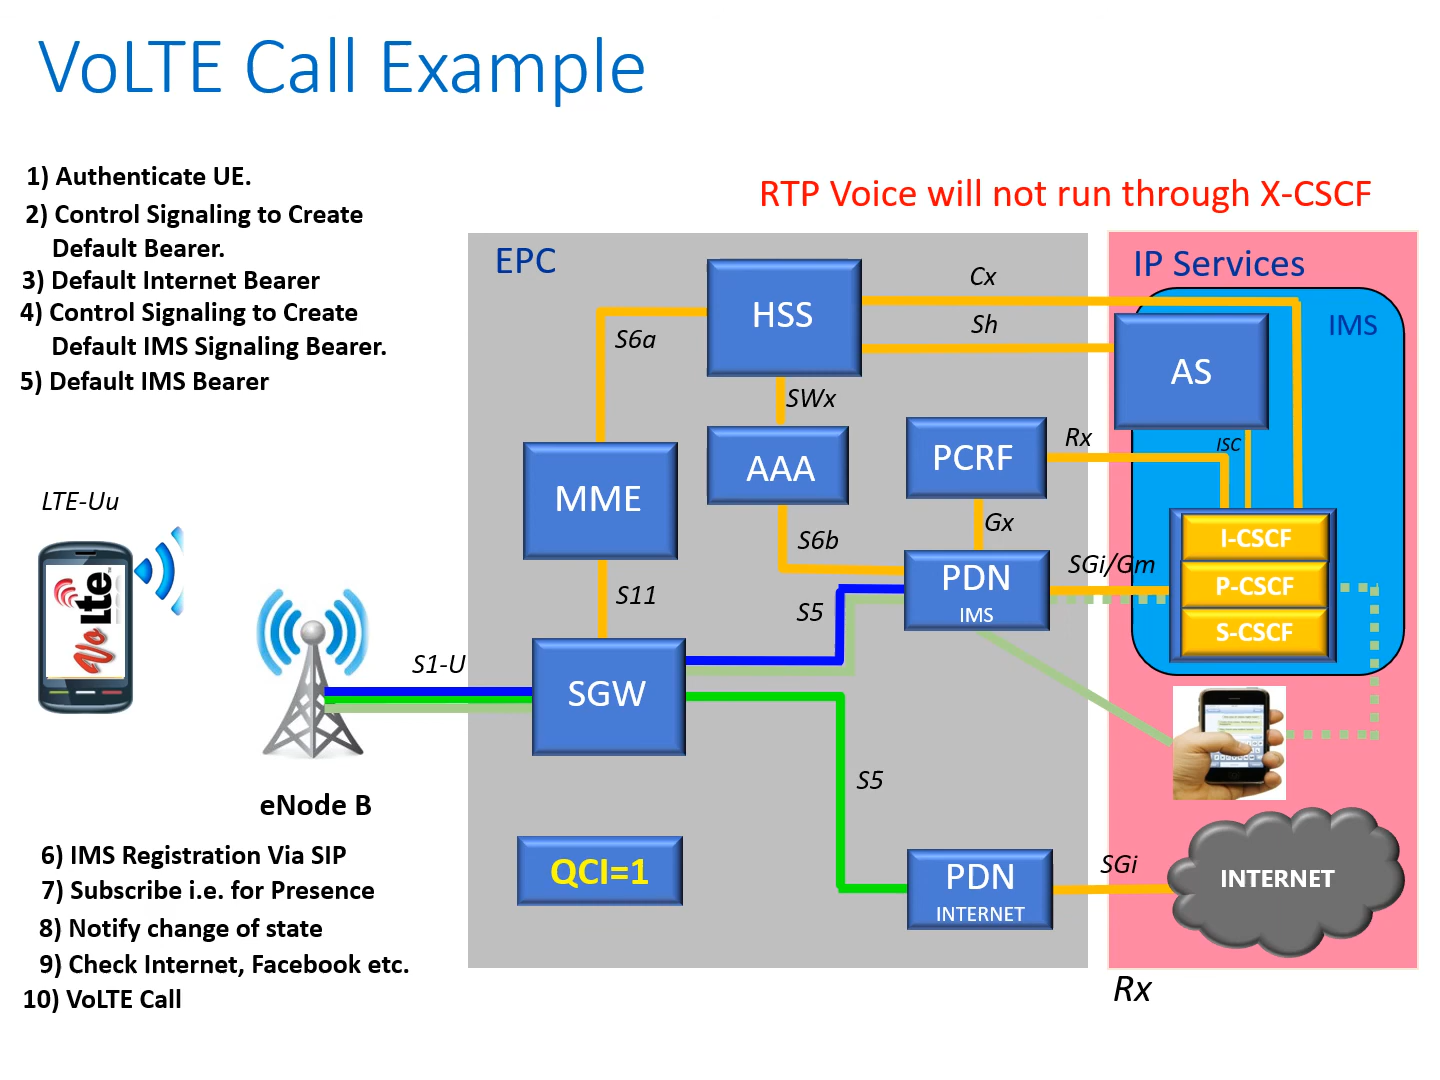 VoLTE Call Example
1) Authenticate UE.
2) Control Signaling to Create
Default Bearer.
3) Default Internet Bearer
4) Control Signaling to Create
Default IMS Signaling Bearer.
5) Default IMS Bearer
RTP Voice will not run through X-CSCF
EPC
IP Services
HSS
Cx
Sh
S6a
IMS
AS
SWx
MME
AAA
PCRF
Rx
ISC
LTE-Uu
VoLte
S6b
Gx
I-CSCF
PDN
IMS
SGi/Gm
P-CSCF
S-CSCF
S11
S5
S1-U
SGW
S5
eNode B
QCI=1
PDN
INTERNET
SGi
INTERNET
6) IMS Registration Via SIP
7) Subscribe i.e. for Presence
8) Notify change of state
9) Check Internet, Facebook etc.
10) VoLTE Call
Rx